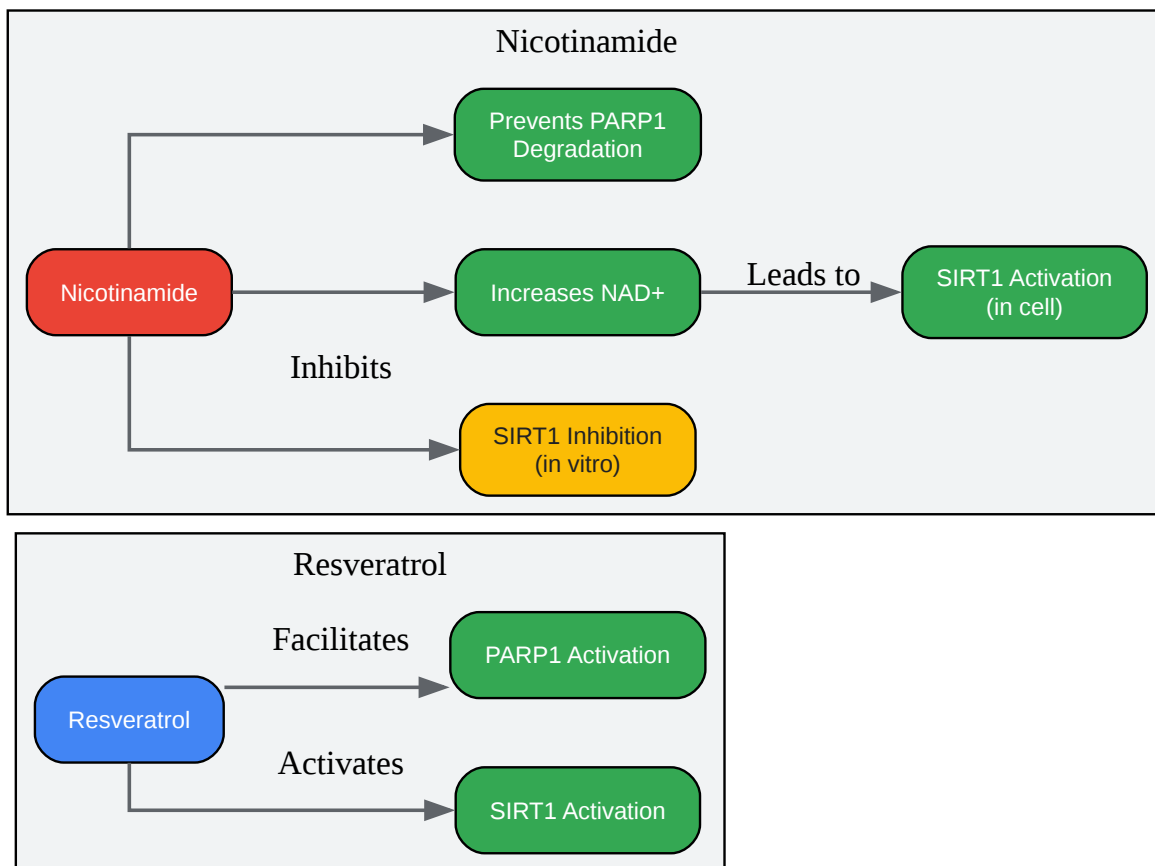 Nicotinamide
Prevents PARP1
Degradation
Nicotinamide
Increases NAD+
Leads to
SIRT1 Activation
(in cell)
Inhibits
SIRT1 Inhibition
(in vitro)
Resveratrol
Facilitates
PARP1 Activation
Resveratrol
Activates
SIRT1 Activation